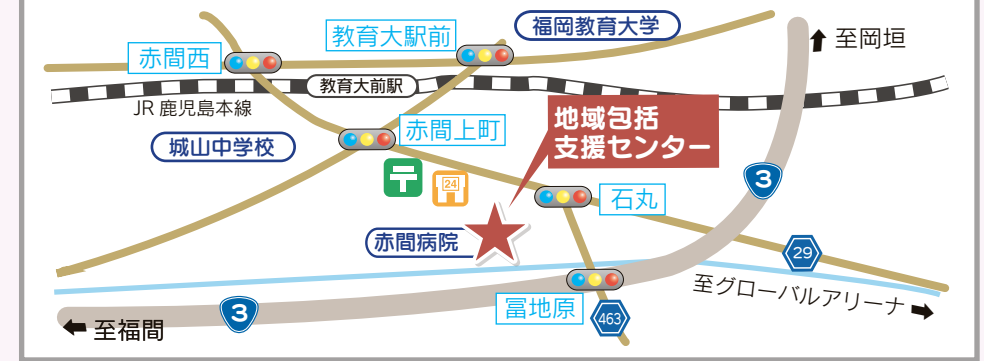 福岡教育大学
教育大駅前
至岡垣
赤間西
教育大前駅
JR 鹿児島本線
地域包括
支援センター
赤間上町
城山中学校
3
24
石丸
赤間病院
29
至グローバルアリーナ
冨地原
463
3
至福間